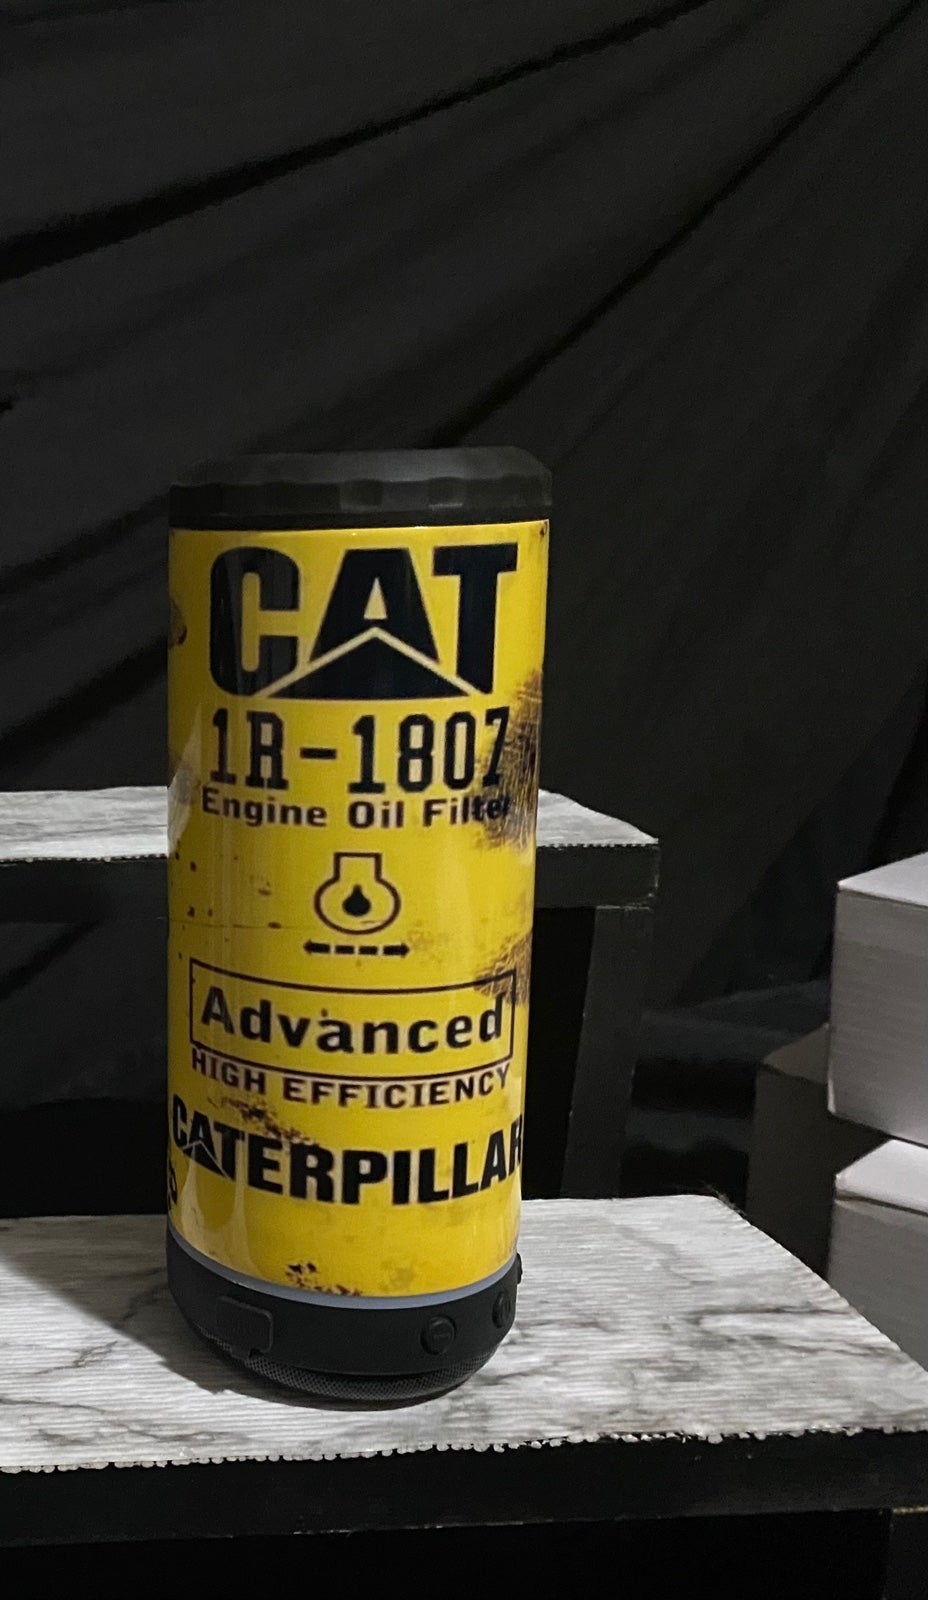 CAT
1R-1807
Engine Oil Filter
Advanced
HIGH EFFICIENCY
CATERPILLAR